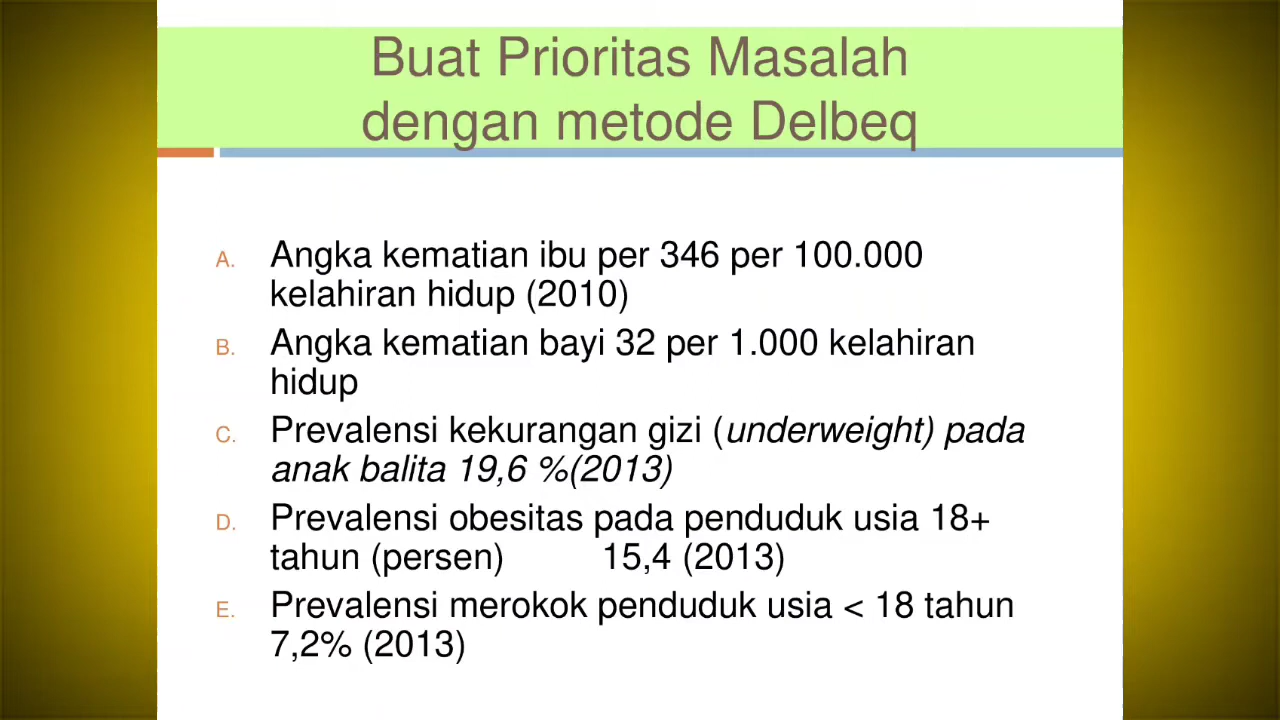 Buat Prioritas Masalah
dengan metode Delbeq
A. Angka kematian ibu per 346 per 100.000
kelahiran hidup (2010)
B. Angka kematian bayi 32 per 1.000 kelahiran
hidup
C. Prevalensi kekurangan gizi (underweight) pada
anak balita 19,6 %(2013)
D. Prevalensi obesitas pada penduduk usia 18+
tahun (persen) 15,4 (2013)
E. Prevalensi merokok penduduk usia < 18 tahun
7,2% (2013)